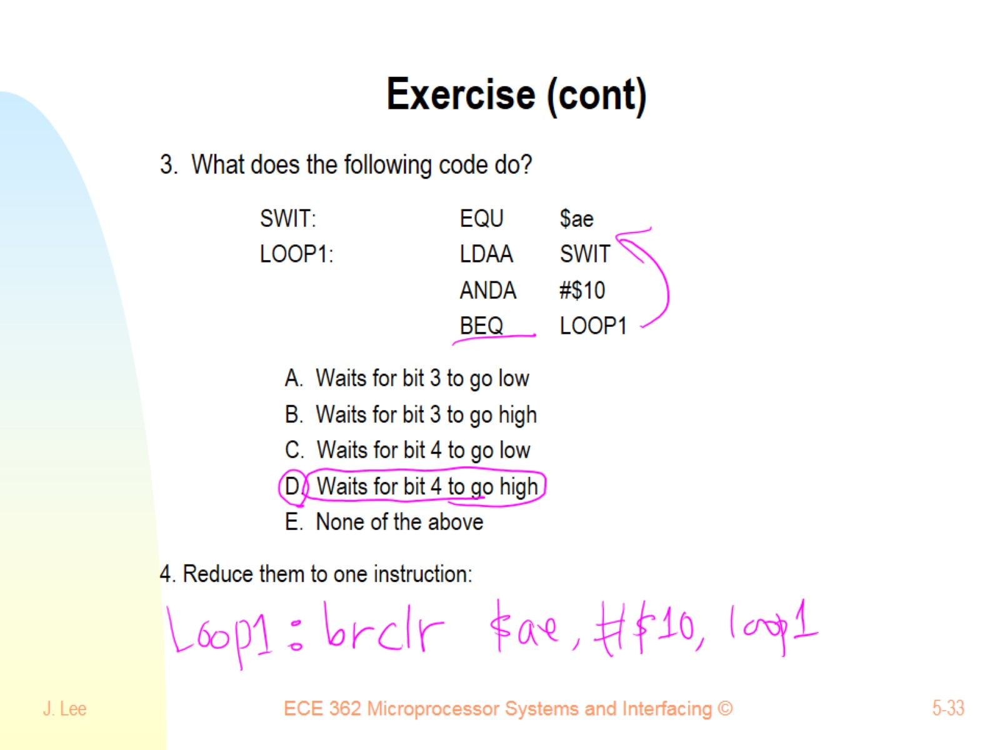 Exercise (cont)
3. What does the following code do?
SWIT: EQU $ae
LOOP1: LDAA SWIT
ANDA #$10
BEQ LOOP1
A. Waits for bit 3 to go low
B. Waits for bit 3 to go high
C. Waits for bit 4 to go low
D. Waits for bit 4 to go high
E. None of the above
4. Reduce them to one instruction:
Loop1: brclr $ae, #$10, loop1
J. Lee ECE 362 Microprocessor Systems and Interfacing © 5-33